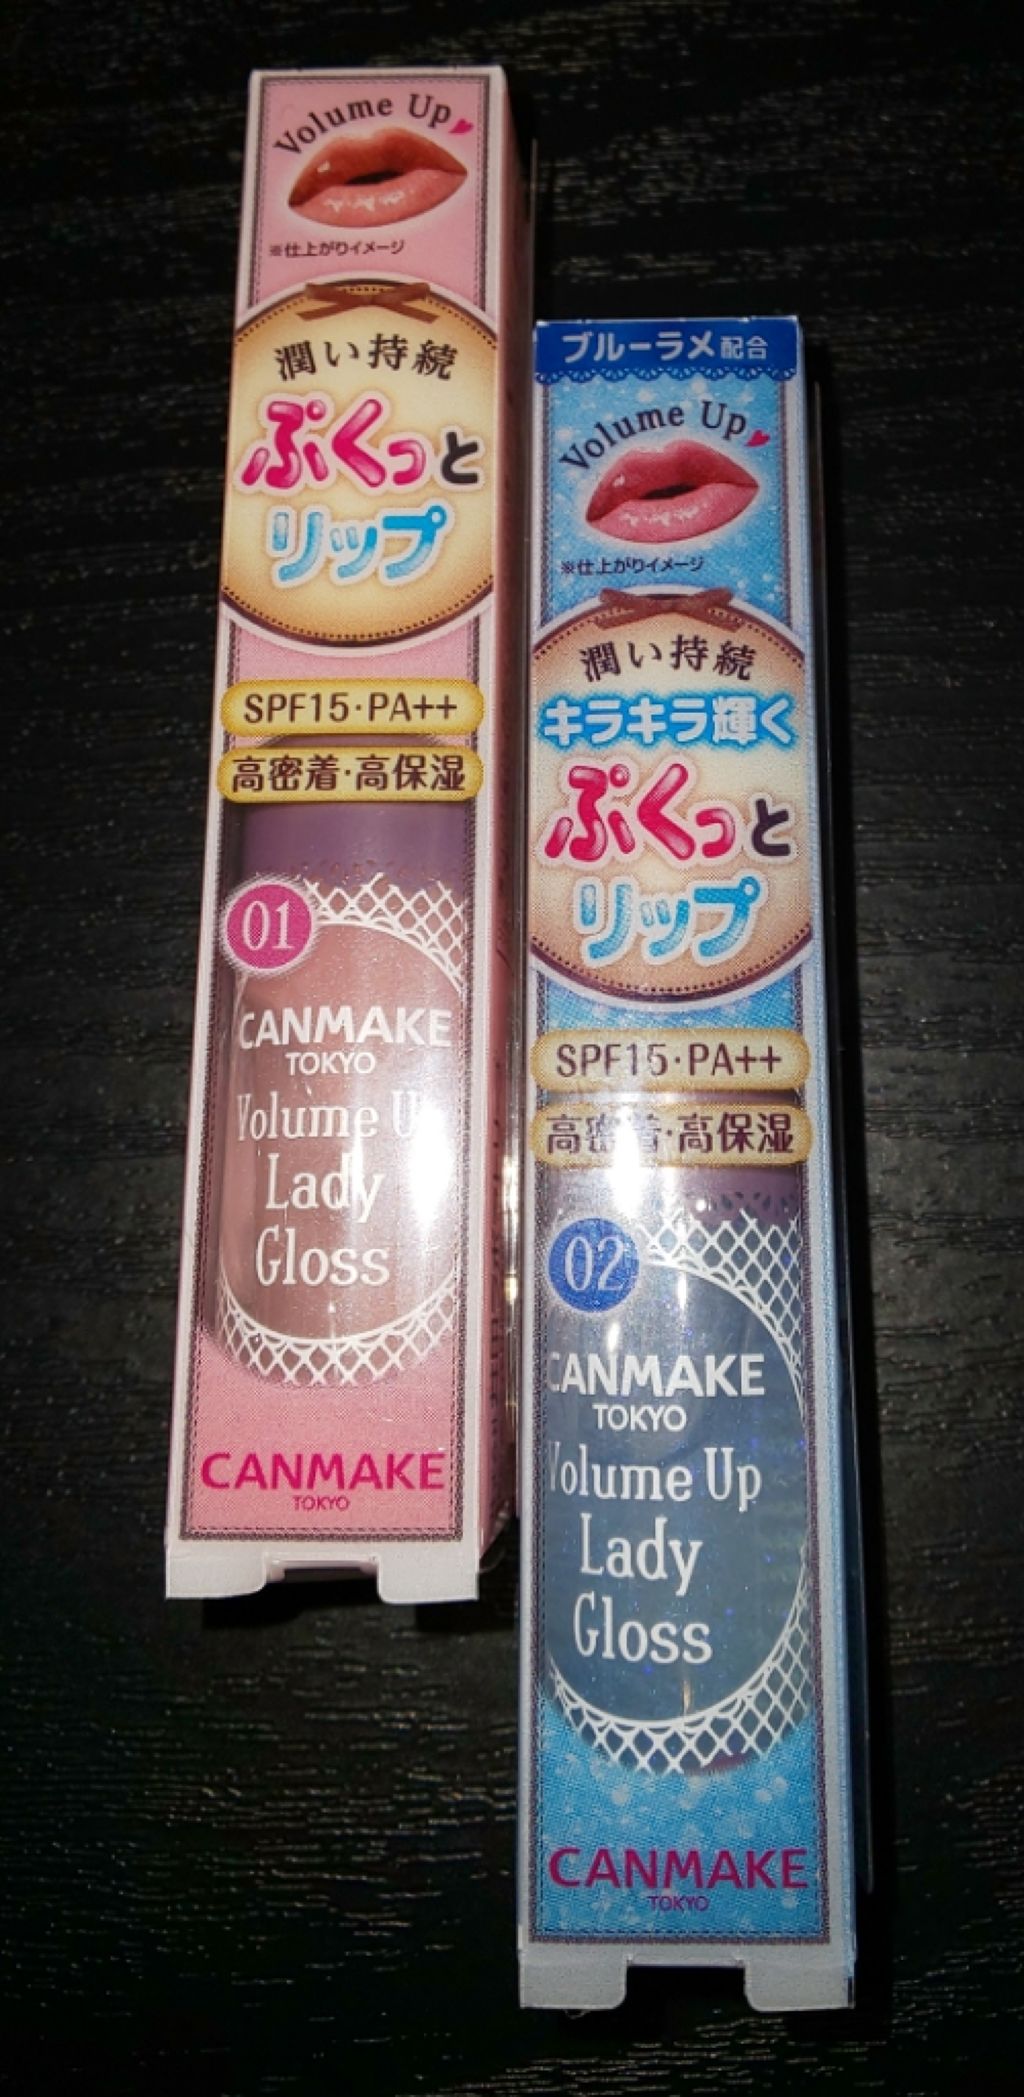 Volume Up
※仕上がりイメージ
潤い持続
ぷくっと
リップ
SPF15・PA++
高密着・高保湿
01
CANMAKE
TOKYO
Volume Up
Lady
Gloss
CANMAKE
TOKYO
ブルーラメ配合
Volume Up
※仕上がりイメージ
潤い持続
キラキラ輝く
ぷくっと
リップ
SPF15・PA++
高密着・高保湿
02
CANMAKE
TOKYO
Volume Up
Lady
Gloss
CANMAKE
TOKYO